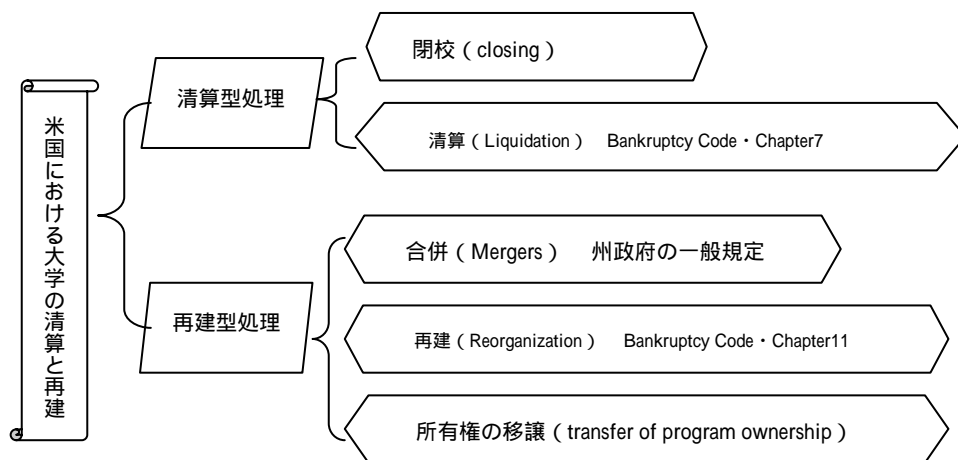 米国における大学の清算と再建
清算型処理
閉校（closing）
清算（Liquidation） Bankruptcy Code・Chapter7
再建型処理
合併（Mergers） 州政府の一般規定
再建（Reorganization） Bankruptcy Code・Chapter11
所有権の移譲（transfer of program ownership）